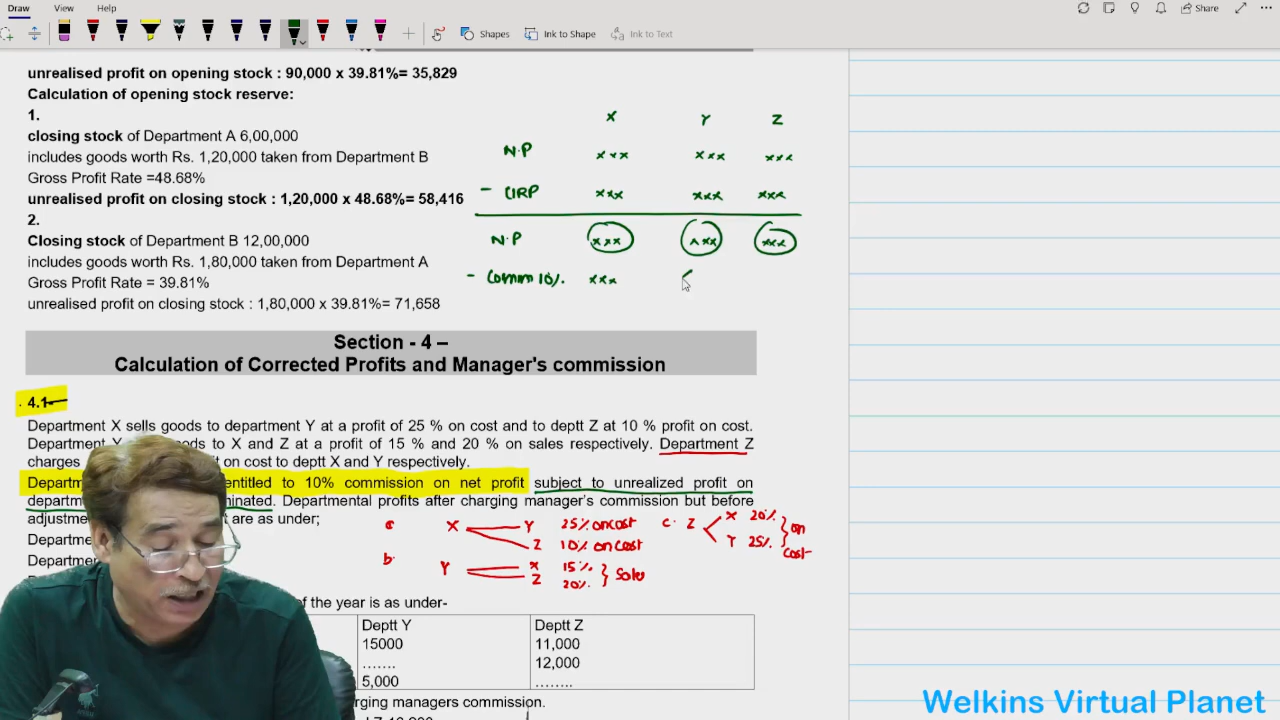 Draw View Help
Shapes Ink to Shape Ink to Text Share
unrealised profit on opening stock : 90,000 x 39.81%= 35,829
Calculation of opening stock reserve:
1.
closing stock of Department A 6,00,000
includes goods worth Rs. 1,20,000 taken from Department B
Gross Profit Rate =48.68%
unrealised profit on closing stock : 1,20,000 x 48.68%= 58,416
2.
Closing stock of Department B 12,00,000
includes goods worth Rs. 1,80,000 taken from Department A
Gross Profit Rate = 39.81%
unrealised profit on closing stock : 1,80,000 x 39.81%= 71,658
X Y Z
N.P xxx xxx xxx
- URP xxx xxx xxx
N.P xxx xxx xxx
- Comm 10%. xxx
Section - 4 –
Calculation of Corrected Profits and Manager's commission
4.1
Department X sells goods to department Y at a profit of 25 % on cost and to deptt Z at 10 % profit on cost.
Department Y to X and Z at a profit of 15 % and 20 % on sales respectively. Department Z
charges on cost to deptt X and Y respectively.
Departm entitled to 10% commission on net profit subject to unrealized profit on
departm inated. Departmental profits after charging manager's commission but before
adjustme are as under;
Departme
Departme
a X Y 25% on cost
Z 10% on cost
b. Y X 15%
Z 20% } Sales
c. Z X 20%
Y 25% } on cost
of the year is as under-
Deptt Y Deptt Z
15000 11,000
....... 12,000
5,000 ........
rging managers commission.
Welkins Virtual Planet